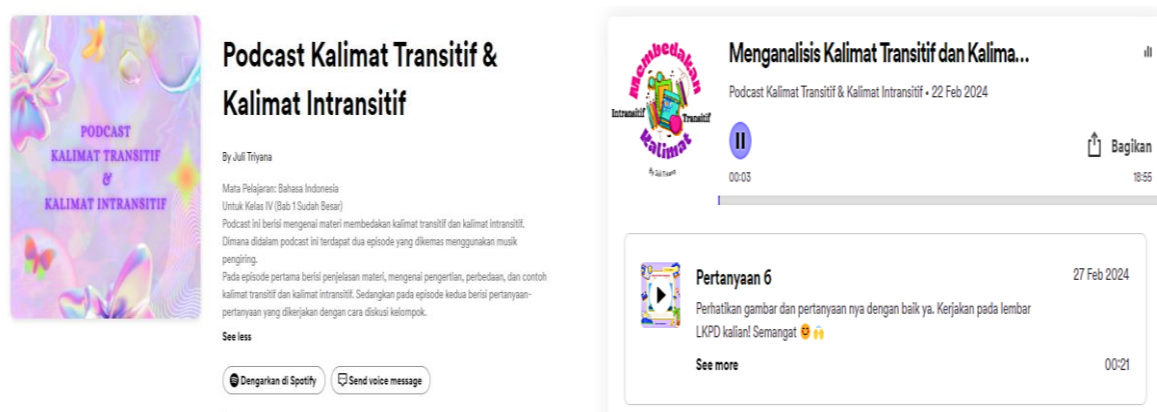 PODCAST
KALIMAT TRANSITIF
&
KALIMAT INTRANSITIF
Podcast Kalimat Transitif &
Kalimat Intransitif
By Juli Triyana
Mata Pelajaran: Bahasa Indonesia
Untuk Kelas IV (Bab 1 Sudah Besar)
Podcast ini berisi mengenai materi membedakan kalimat transitif dan kalimat intransitif.
Dimana didalam podcast ini terdapat dua episode yang dikemas menggunakan musik
pengiring.
Pada episode pertama berisi penjelasan materi, mengenai pengertian, perbedaan, dan contoh
kalimat transitif dan kalimat intransitif. Sedangkan pada episode kedua berisi pertanyaan-
pertanyaan yang dikerjakan dengan cara diskusi kelompok.
See less
Dengarkan di Spotify
Send voice message
Membedakan
Intransitif
Transitif
Kalimat
By Juli Triyana
Menganalisis Kalimat Transitif dan Kalima...
Podcast Kalimat Transitif & Kalimat Intransitif • 22 Feb 2024
Bagikan
00:03
18:55
Pertanyaan 6
27 Feb 2024
Perhatikan gambar dan pertanyaan nya dengan baik ya. Kerjakan pada lembar
LKPD kalian! Semangat 😊 🙌
See more
00:21